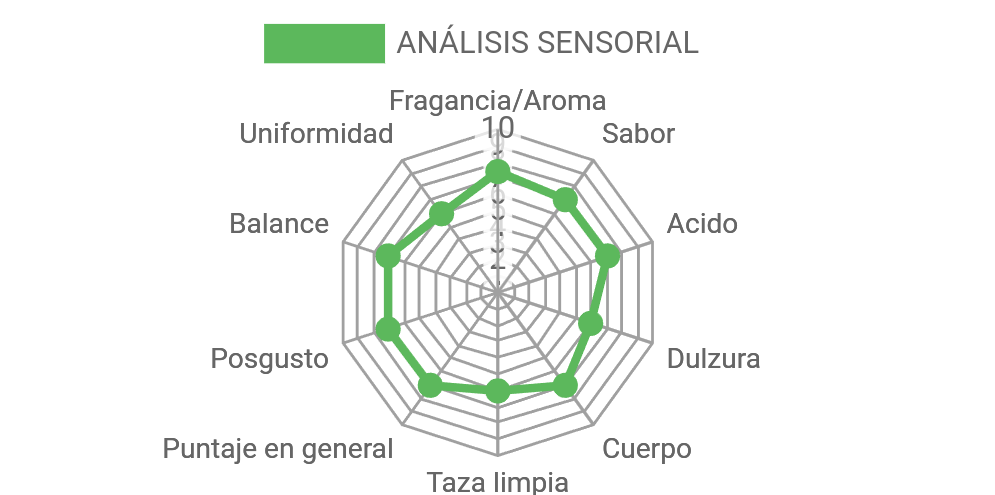 ANÁLISIS SENSORIAL
Fragancia/Aroma
10
Uniformidad
Sabor
Balance
Acido
Posgusto
Dulzura
Puntaje en general
Cuerpo
Taza limpia